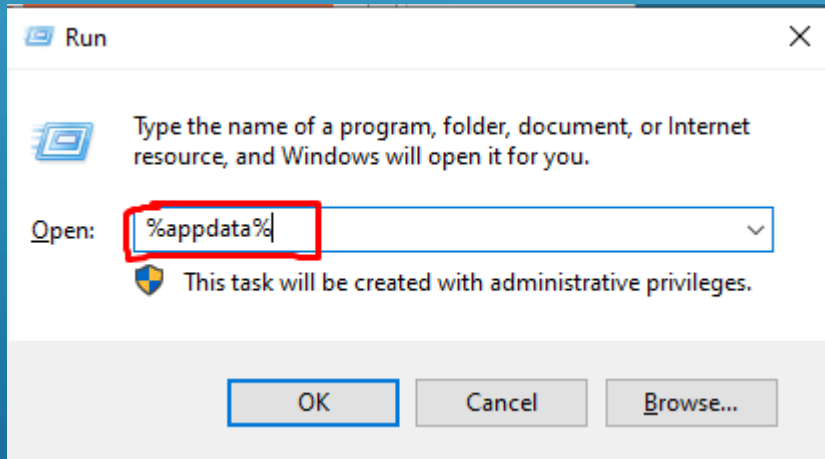 Run
Type the name of a program, folder, document, or Internet
resource, and Windows will open it for you.
Open: %appdata%
This task will be created with administrative privileges.
OK Cancel Browse...